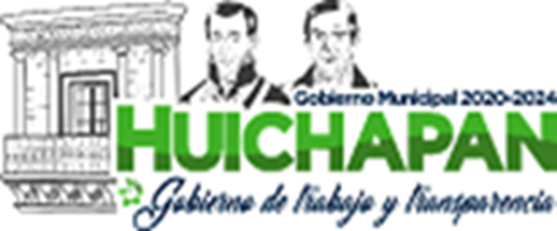 Gobierno Municipal 2020-2024
HUICHAPAN
Gobierno de trabajo y transparencia